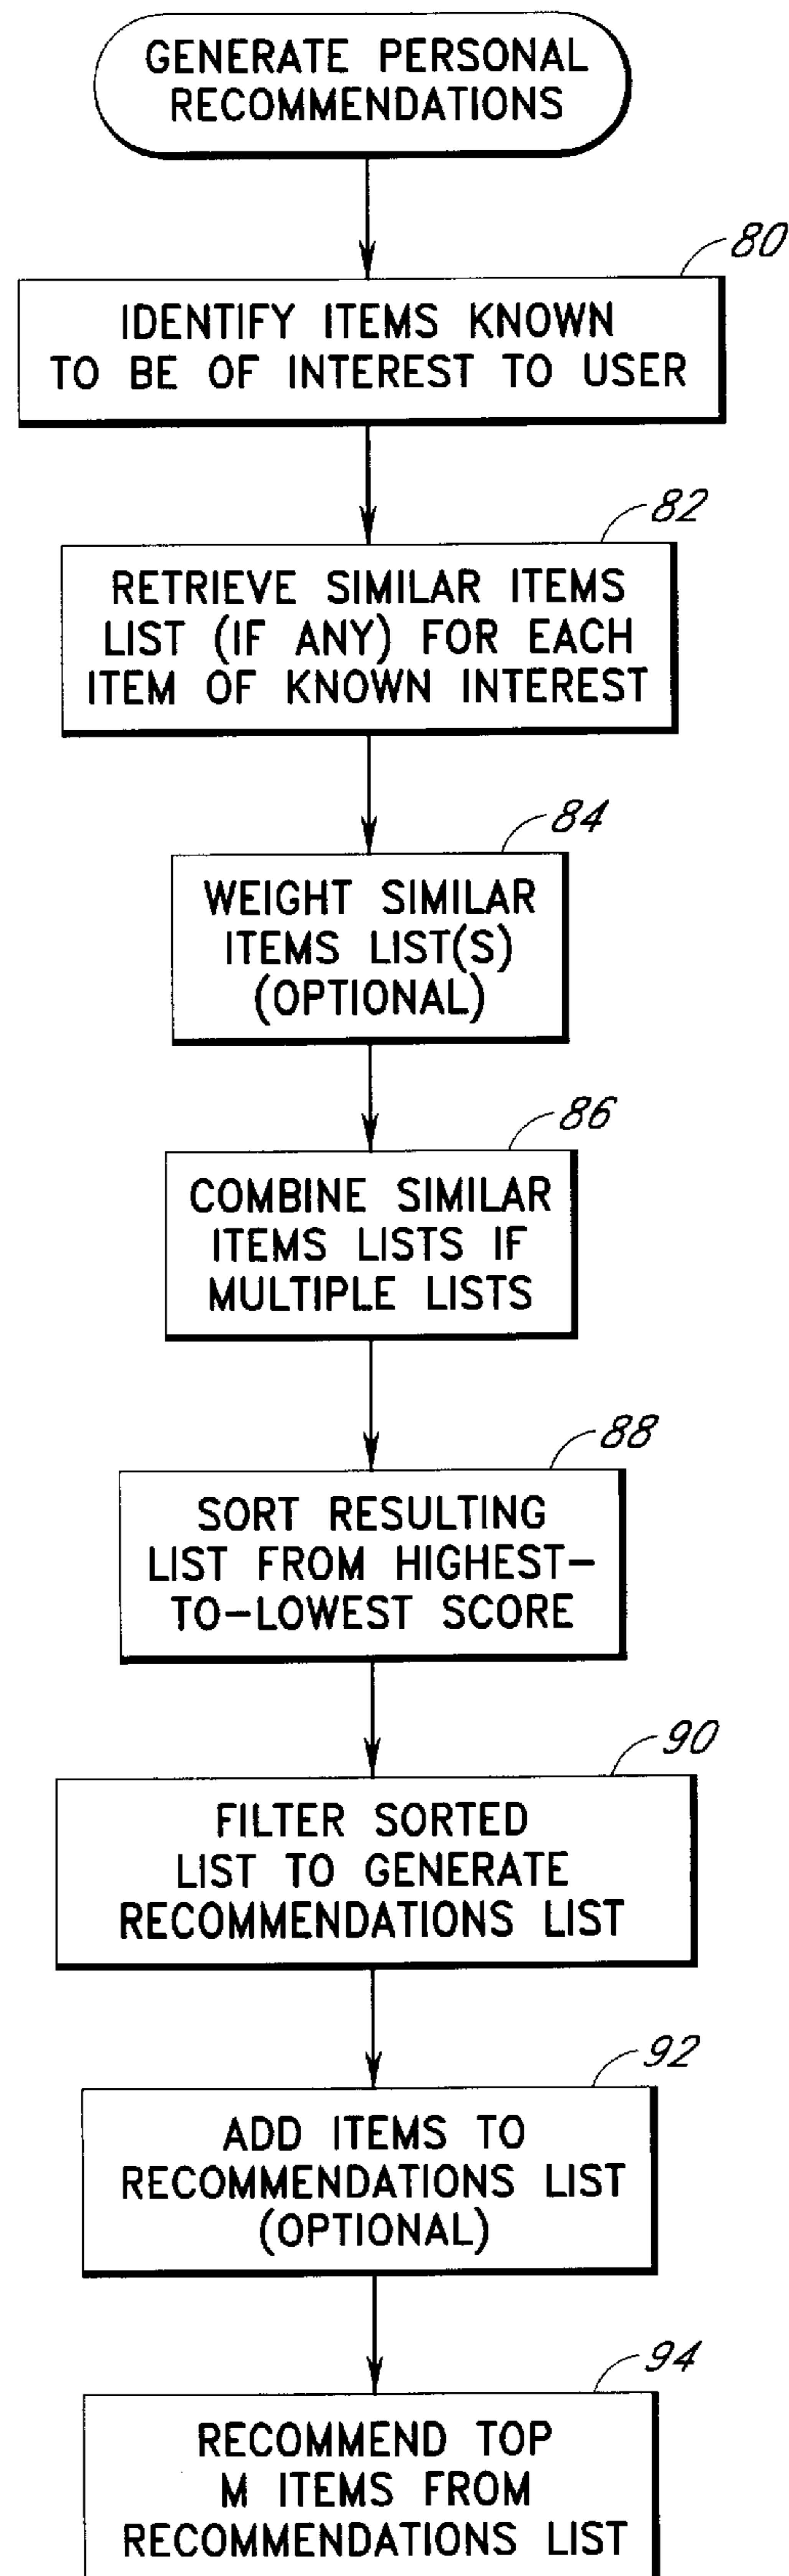 GENERATE PERSONAL
RECOMMENDATIONS
80
IDENTIFY ITEMS KNOWN
TO BE OF INTEREST TO USER
82
RETRIEVE SIMILAR ITEMS
LIST (IF ANY) FOR EACH
ITEM OF KNOWN INTEREST
84
WEIGHT SIMILAR
ITEMS LIST(S)
(OPTIONAL)
86
COMBINE SIMILAR
ITEMS LISTS IF
MULTIPLE LISTS
88
SORT RESULTING
LIST FROM HIGHEST-
TO-LOWEST SCORE
90
FILTER SORTED
LIST TO GENERATE
RECOMMENDATIONS LIST
92
ADD ITEMS TO
RECOMMENDATIONS LIST
(OPTIONAL)
94
RECOMMEND TOP
M ITEMS FROM
RECOMMENDATIONS LIST